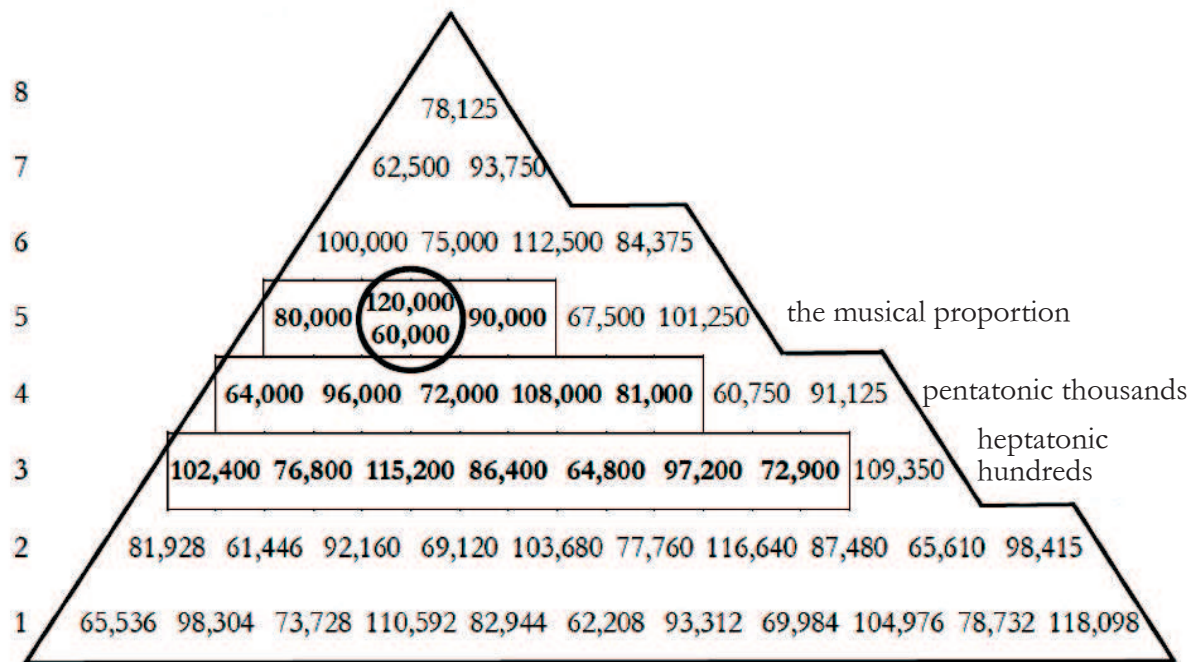 8
78,125
7
62,500 93,750
6
100,000 75,000 112,500 84,375
5
80,000 120,000 60,000 90,000 67,500 101,250 the musical proportion
4
64,000 96,000 72,000 108,000 81,000 60,750 91,125 pentatonic thousands
3
102,400 76,800 115,200 86,400 64,800 97,200 72,900 109,350 heptatonic
hundreds
2
81,928 61,446 92,160 69,120 103,680 77,760 116,640 87,480 65,610 98,415
1
65,536 98,304 73,728 110,592 82,944 62,208 93,312 69,984 104,976 78,732 118,098